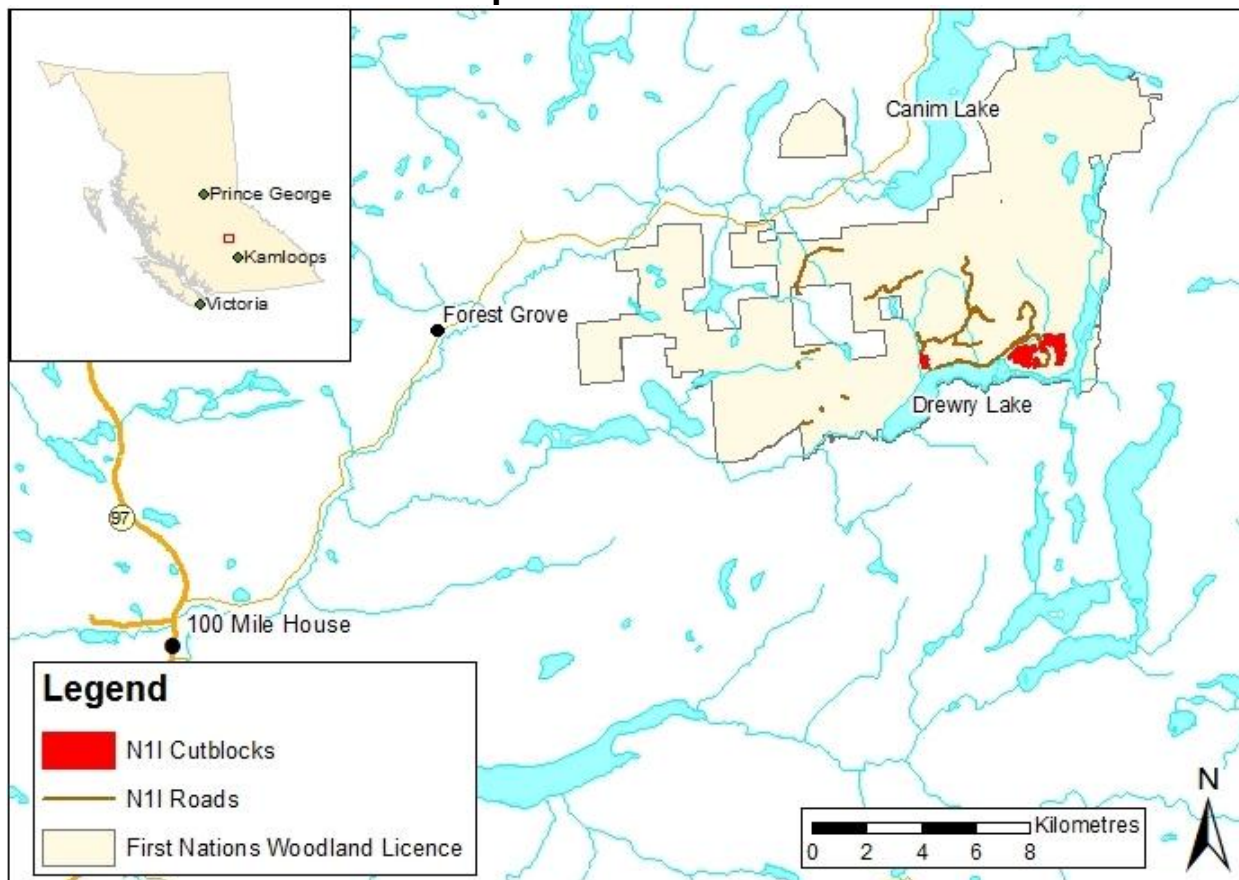 Prince George
Kamloops
Victoria
Canim Lake
Forest Grove
Drewry Lake
97
100 Mile House
Legend
N1I Cutblocks
N1I Roads
First Nations Woodland Licence
N
Kilometres
0 2 4 6 8